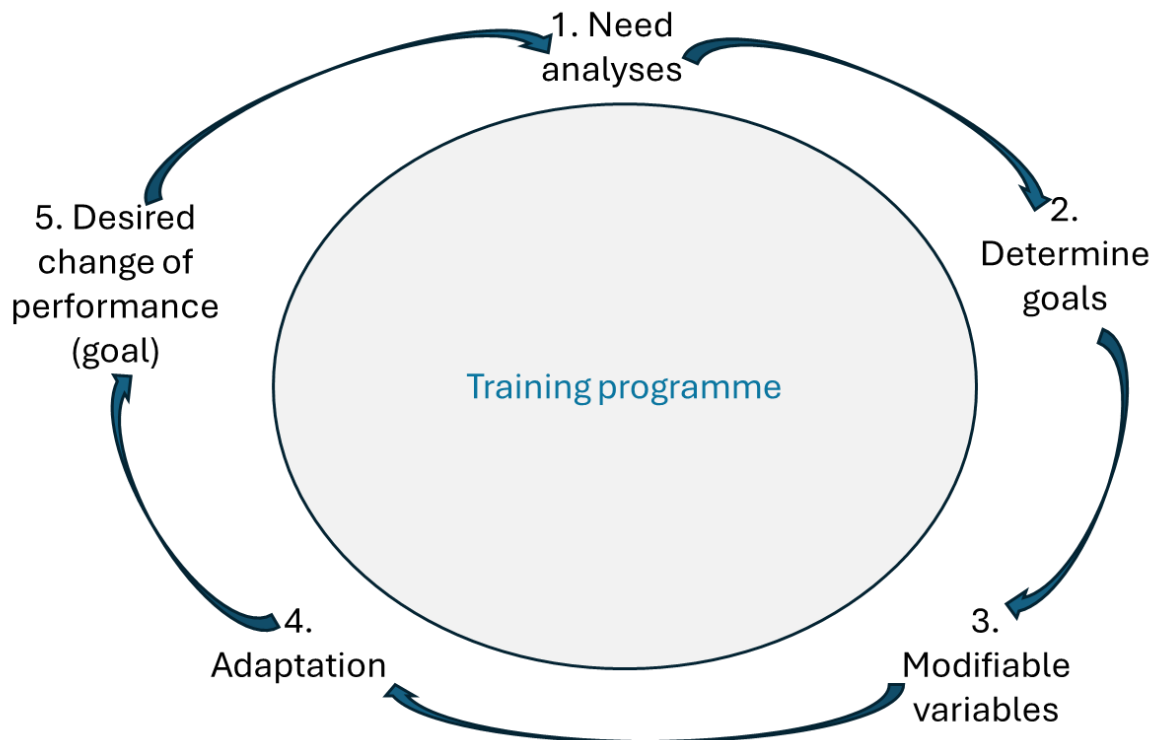 1. Need
analyses
2.
Determine
goals
3.
Modifiable
variables
4.
Adaptation
5. Desired
change of
performance
(goal)
Training programme